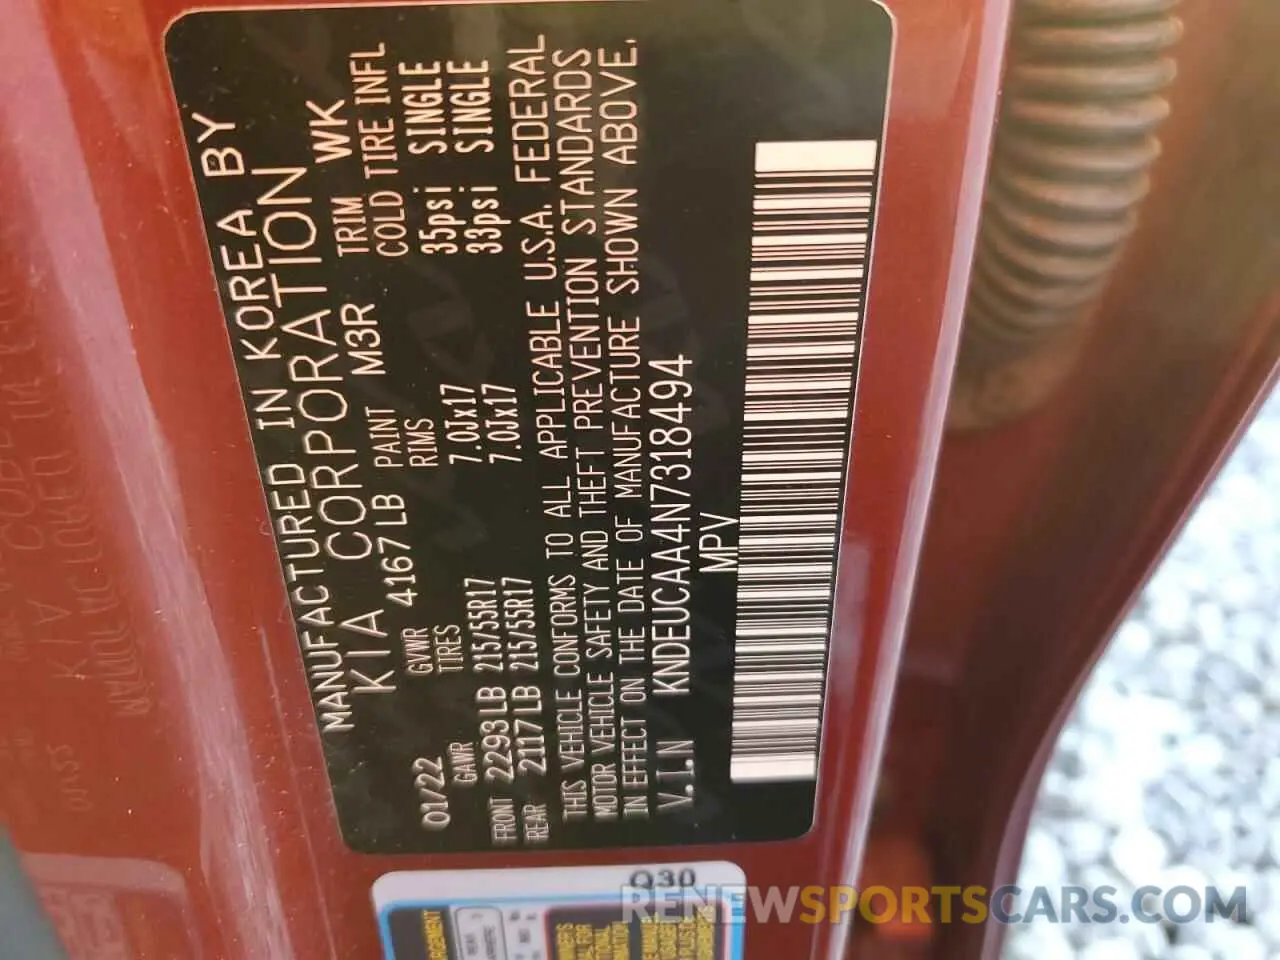 MANUFACTURED IN KOREA BY
KIA CORPORATION
01/22 GVWR 4167 LB PAINT M3R TRIM WK
GAWR TIRES RIMS COLD TIRE INFL
FRONT 2293 LB 215/55R17 7.0Jx17 35psi SINGLE
REAR 2117 LB 215/55R17 7.0Jx17 33psi SINGLE
THIS VEHICLE CONFORMS TO ALL APPLICABLE U.S.A. FEDERAL
MOTOR VEHICLE SAFETY AND THEFT PREVENTION STANDARDS
IN EFFECT ON THE DATE OF MANUFACTURE SHOWN ABOVE.
V.I.N KNDEUCAA4N7318494
MPV
Q30
RENEWSPORTSCARS.COM